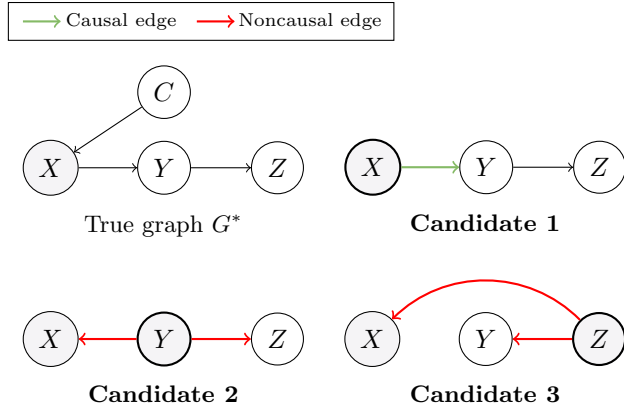 Causal edge Noncausal edge
C
X Y Z X Y Z
True graph G* Candidate 1
X Y Z X Y Z
Candidate 2 Candidate 3